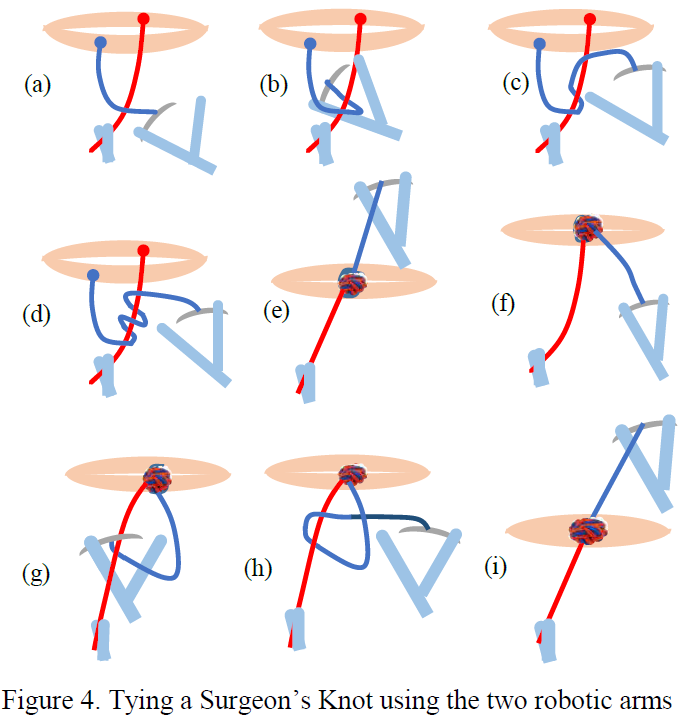 (a)
(b)
(c)
(d)
(e)
(f)
(g)
(h)
(i)
Figure 4. Tying a Surgeon's Knot using the two robotic arms